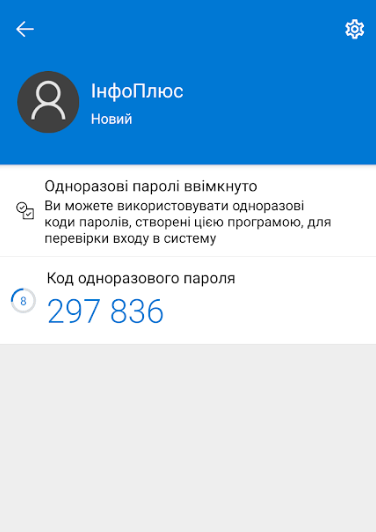 ІнфоПлюс
Новий
Одноразові паролі ввімкнуто
Ви можете використовувати одноразові
коди паролів, створені цією програмою, для
перевірки входу в систему
Код одноразового пароля
8
297 836